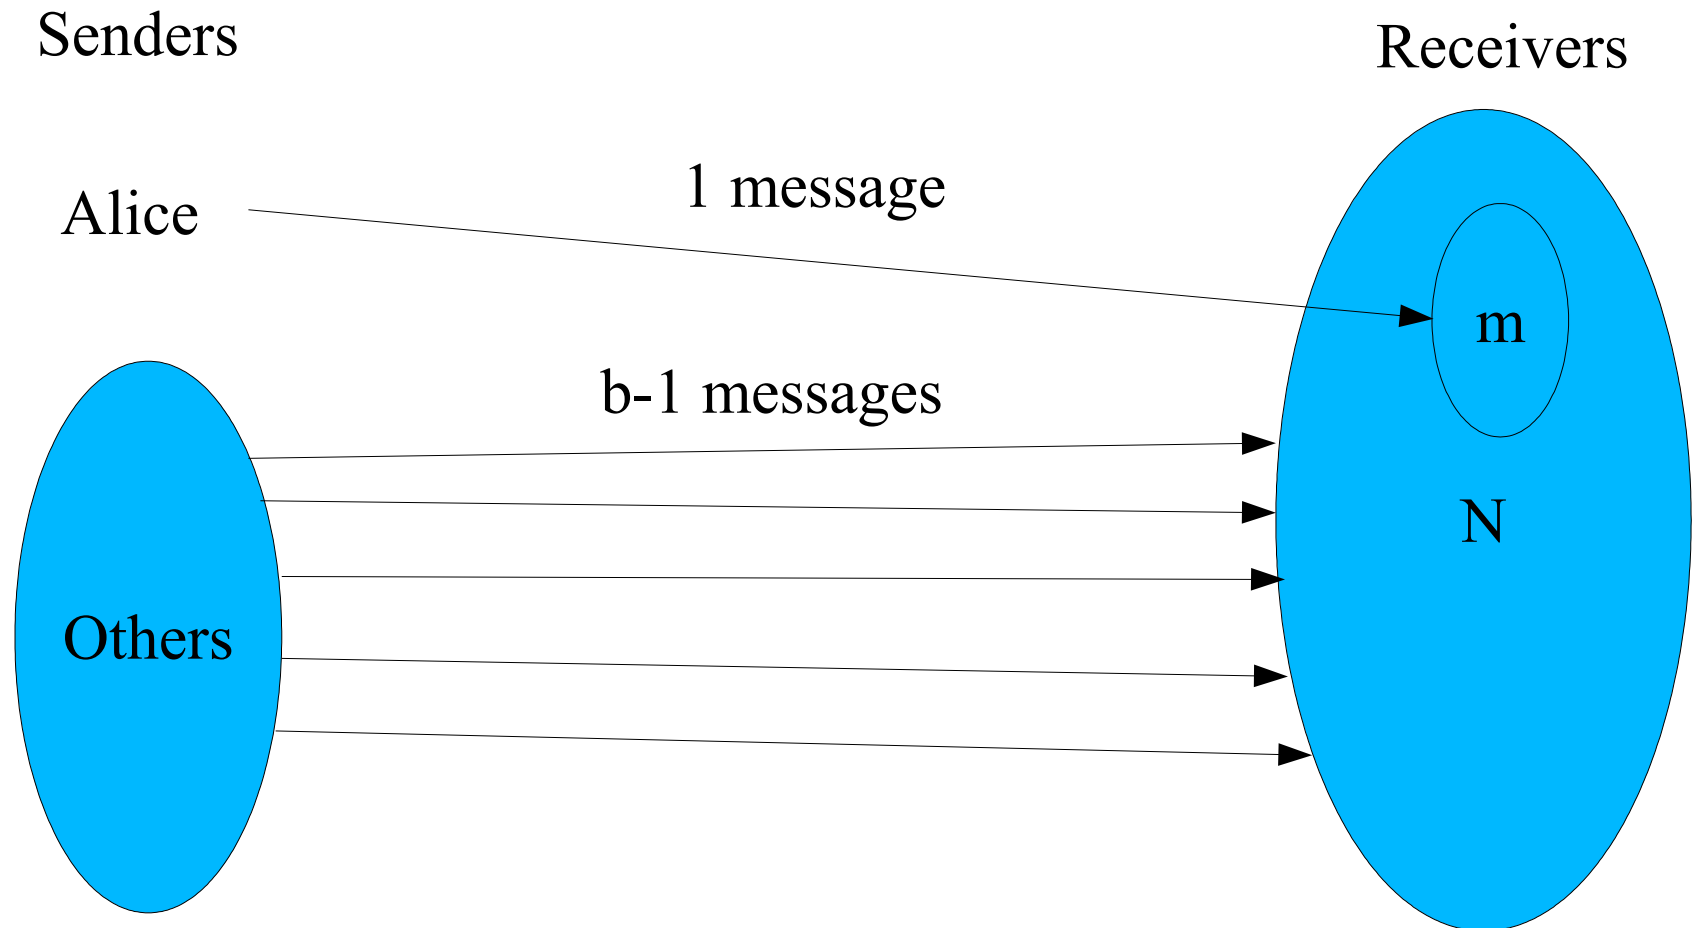 Senders
Receivers
1 message
Alice
m
b-1 messages
N
Others